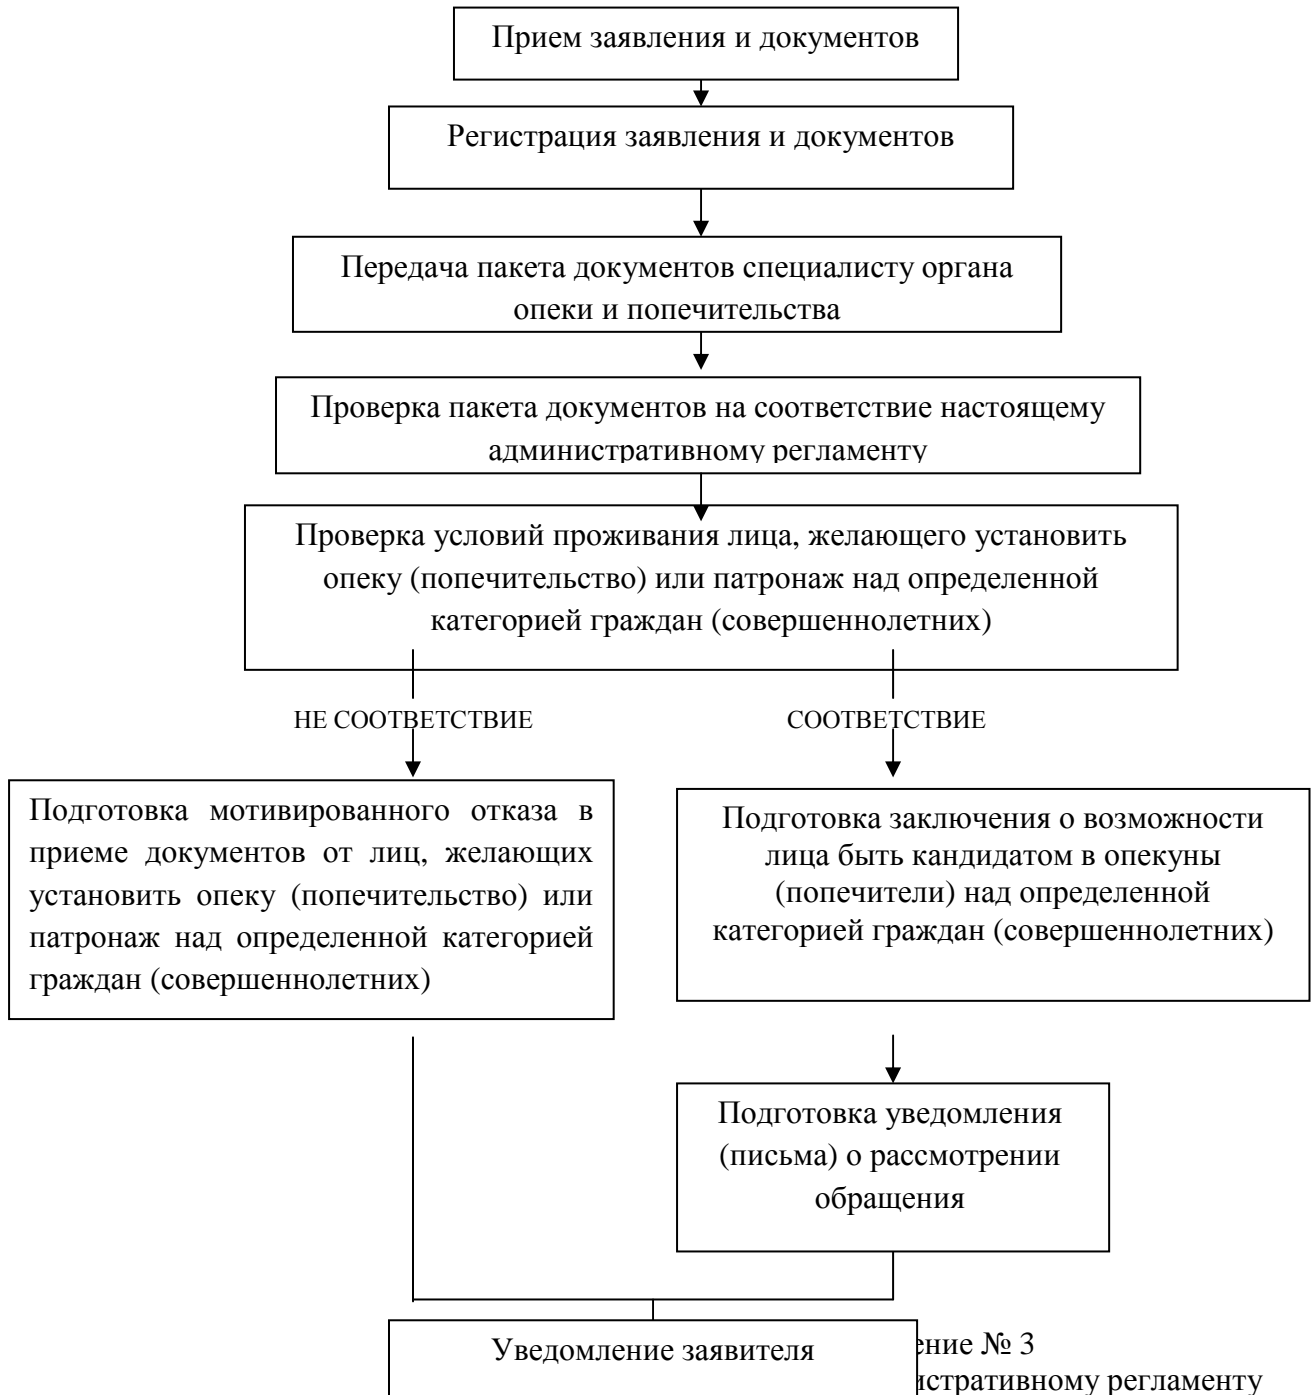 Прием заявления и документов
Регистрация заявления и документов
Передача пакета документов специалисту органа
опеки и попечительства
Проверка пакета документов на соответствие настоящему
административному регламенту
Проверка условий проживания лица, желающего установить
опеку (попечительство) или патронаж над определенной
категорией граждан (совершеннолетних)
НЕ СООТВЕТСТВИЕ
СООТВЕТСТВИЕ
Подготовка мотивированного отказа в
приеме документов от лиц, желающих
установить опеку (попечительство) или
патронаж над определенной категорией
граждан (совершеннолетних)
Подготовка заключения о возможности
лица быть кандидатом в опекуны
(попечители) над определенной
категорией граждан (совершеннолетних)
Подготовка уведомления
(письма) о рассмотрении
обращения
Уведомление заявителя
№ 3
регламенту